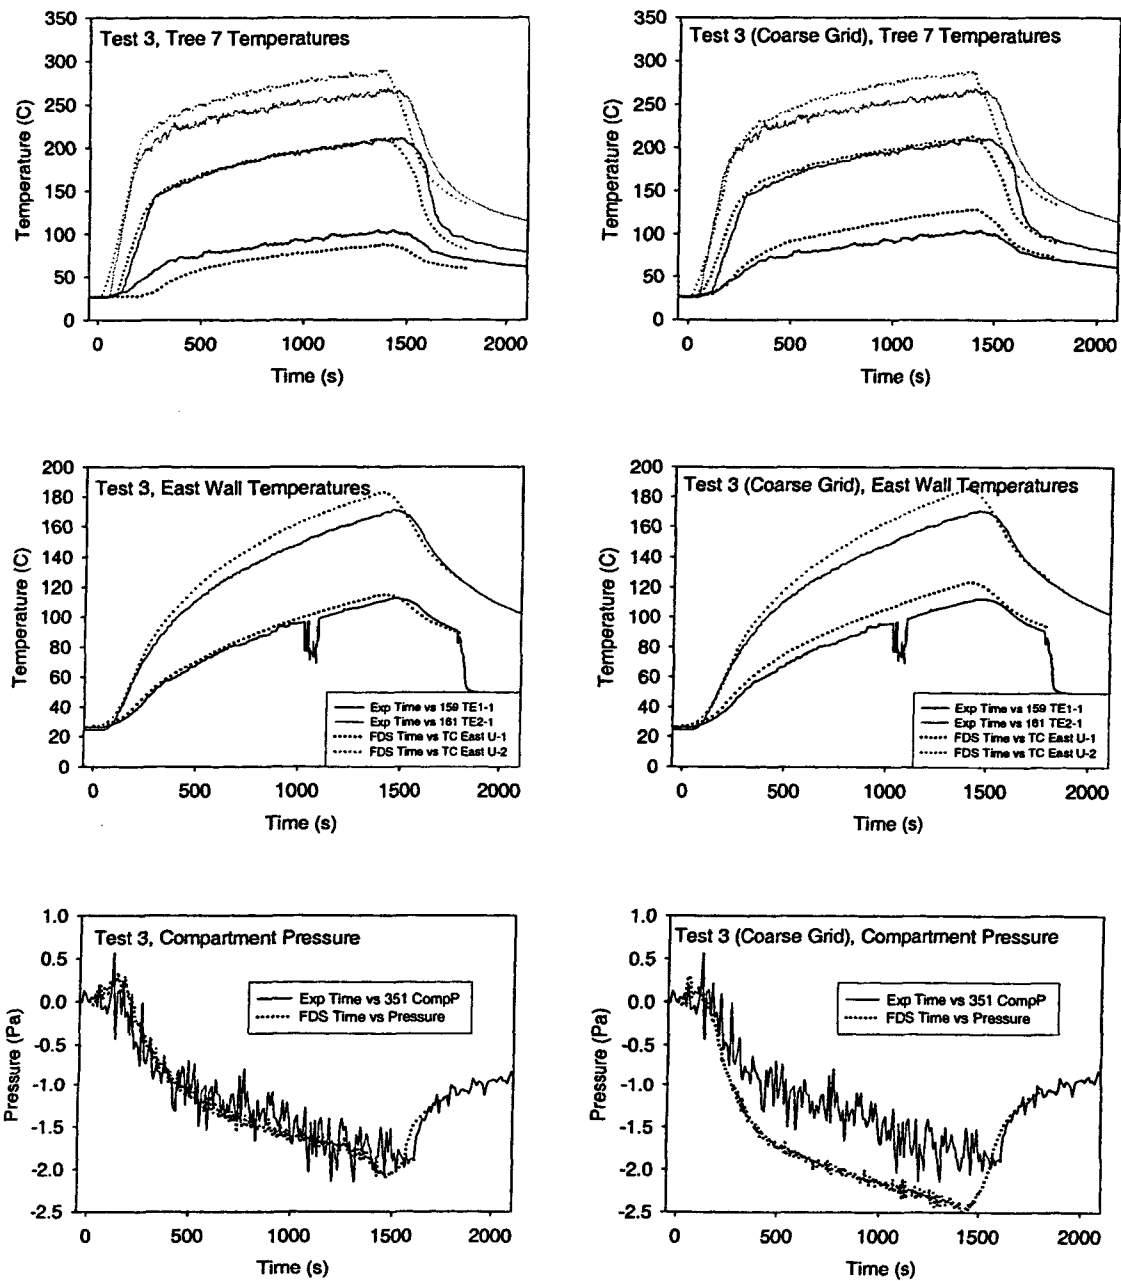 Test 3, Tree 7 Temperatures
350
300
250
200
150
100
50
0
Temperature (C)
0 500 1000 1500 2000
Time (s)
Test 3 (Coarse Grid), Tree 7 Temperatures
350
300
250
200
150
100
50
0
Temperature (C)
0 500 1000 1500 2000
Time (s)
Test 3, East Wall Temperatures
200
180
160
140
120
100
80
60
40
20
0
Temperature (C)
Exp Time vs 159 TE1-1
Exp Time vs 161 TE2-1
FDS Time vs TC East U-1
FDS Time vs TC East U-2
0 500 1000 1500 2000
Time (s)
Test 3 (Coarse Grid), East Wall Temperatures
200
180
160
140
120
100
80
60
40
20
0
Temperature (C)
Exp Time vs 159 TE1-1
Exp Time vs 161 TE2-1
FDS Time vs TC East U-1
FDS Time vs TC East U-2
0 500 1000 1500 2000
Time (s)
Test 3, Compartment Pressure
1.0
0.5
0.0
-0.5
-1.0
-1.5
-2.0
-2.5
Pressure (Pa)
Exp Time vs 351 CompP
FDS Time vs Pressure
0 500 1000 1500 2000
Time (s)
Test 3 (Coarse Grid), Compartment Pressure
1.0
0.5
0.0
-0.5
-1.0
-1.5
-2.0
-2.5
Pressure (Pa)
Exp Time vs 351 CompP
FDS Time vs Pressure
0 500 1000 1500 2000
Time (s)